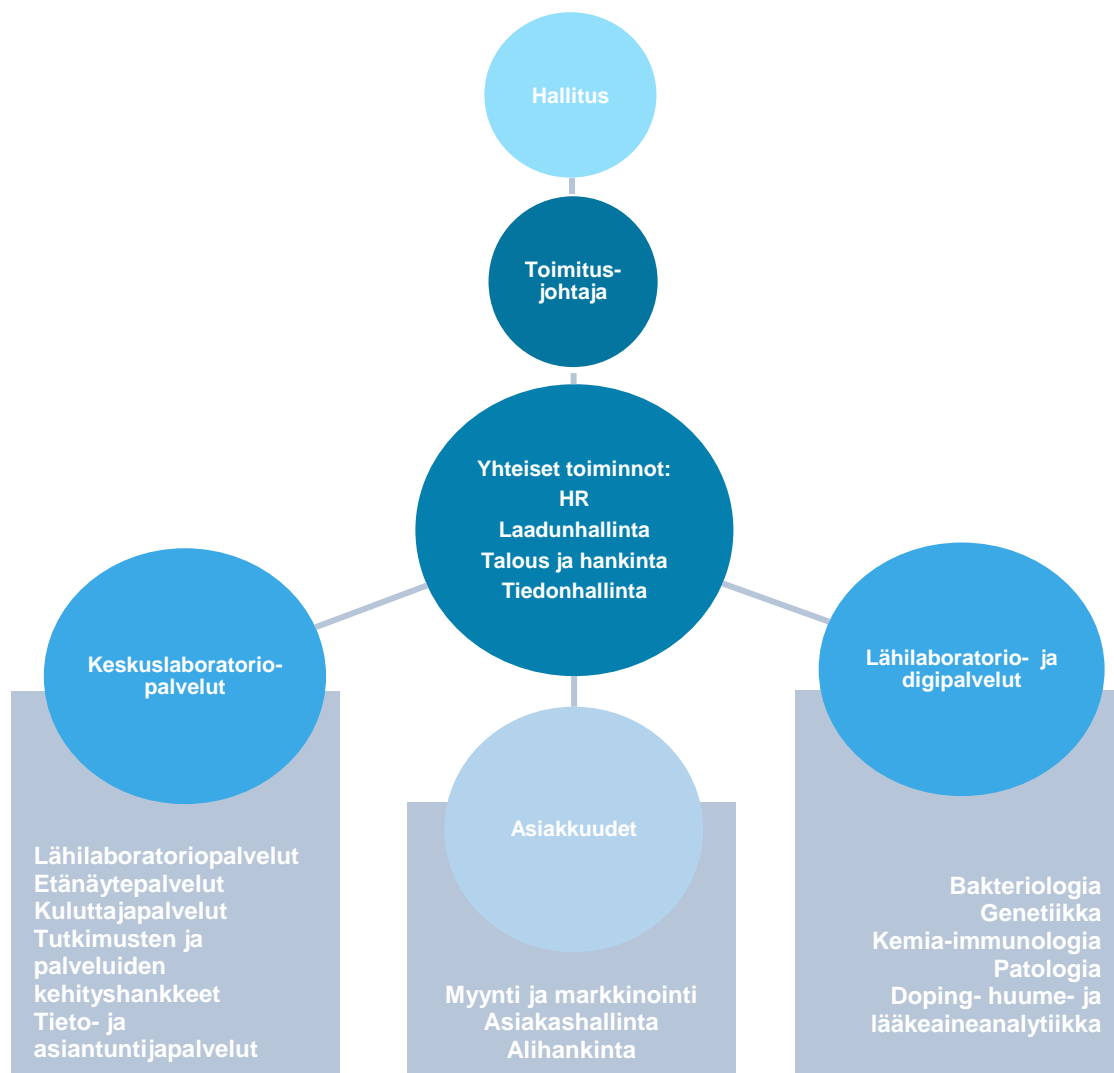 Hallitus
Toimitus-
johtaja
Yhteiset toiminnot:
HR
Laadunhallinta
Talous ja hankinta
Tiedonhallinta
Keskuslaboratorio-
palvelut
Lähilaboratorio- ja
digipalvelut
Asiakkuudet
Lähilaboratoriopalvelut
Etänäytepalvelut
Kuluttajapalvelut
Tutkimusten ja
palveluiden
kehityshankkeet
Tieto- ja
asiantuntijapalvelut
Myynti ja markkinointi
Asiakashallinta
Alihankinta
Bakteriologia
Genetiikka
Kemia-immunologia
Patologia
Doping- huume- ja
lääkeaineanalytiikka